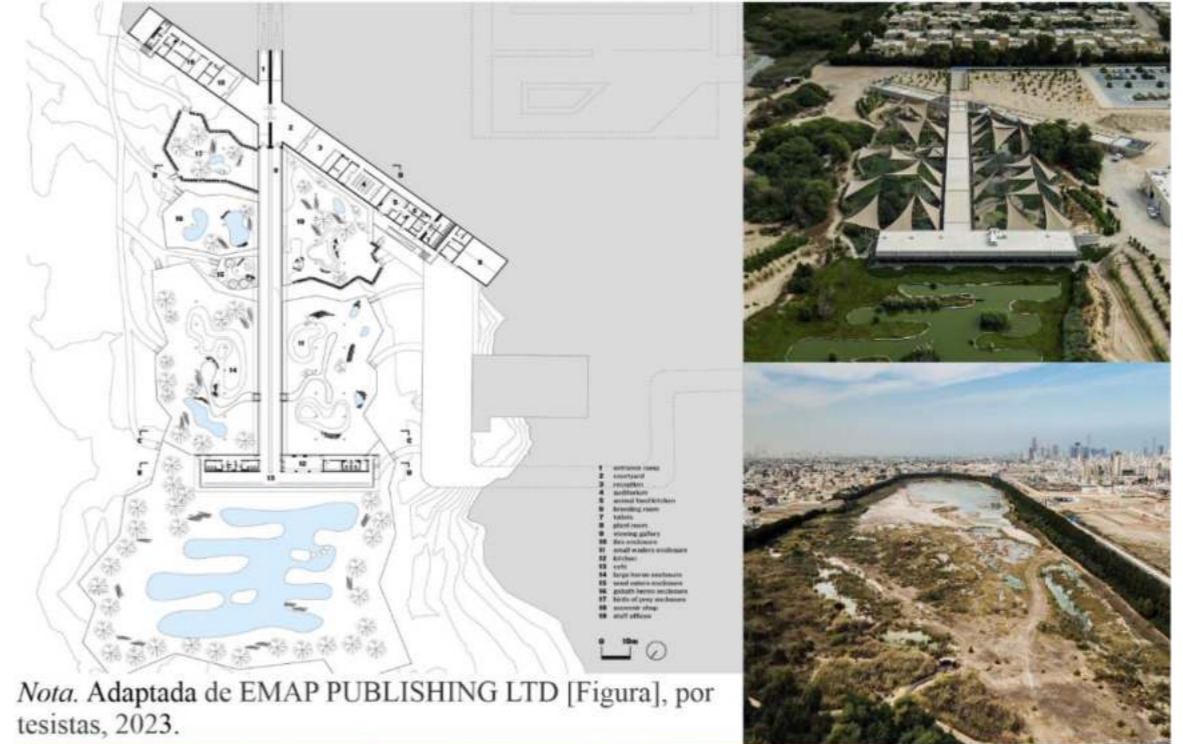 1 entrance ramp
2 courtyard
3 reception
4 auditorium
5 animal food kitchen
6 breeding room
7 toilets
8 plant room
9 viewing gallery
10 ibis enclosure
11 small waders enclosure
12 kitchen
13 café
14 large heron enclosure
15 seed eaters enclosure
16 goliath heron enclosure
17 birds of prey enclosure
18 souvenir shop
19 staff offices
0 10m
Nota. Adaptada de EMAP PUBLISHING LTD [Figura], por
tesistas, 2023.